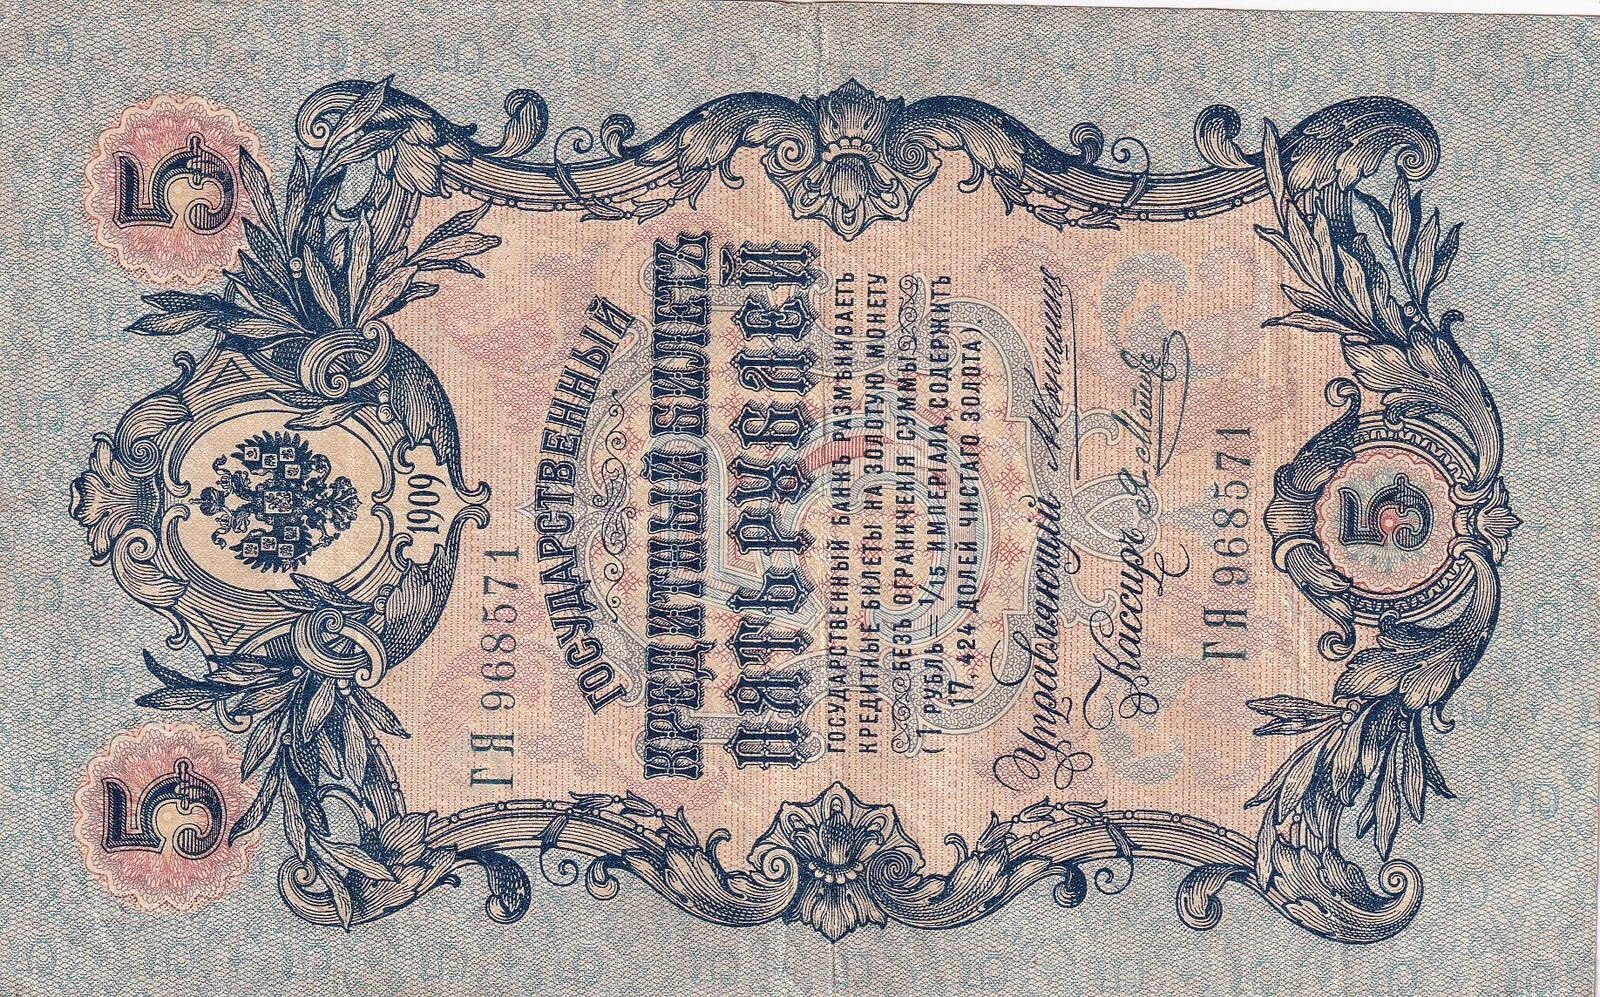 5 5
1909
ГЯ 968571
ГОСУДАРСТВЕННЫЙ
КРЕДИТНЫЙ БИЛЕТЪ
ПЯТЬ РУБЛЕЙ
ГОСУДАРСТВЕННЫЙ БАНКЪ РАЗМѢНИВАЕТЪ
КРЕДИТНЫЕ БИЛЕТЫ НА ЗОЛОТУЮ МОНЕТУ
БЕЗЪ ОГРАНИЧЕНІЯ СУММЫ
(1 РУБЛЬ = 1/15 ИМПЕРІАЛА, СОДЕРЖИТЪ
17,424 ДОЛЕЙ ЧИСТАГО ЗОЛОТА)
Управляющій
Кассиръ
ГЯ 968571
5